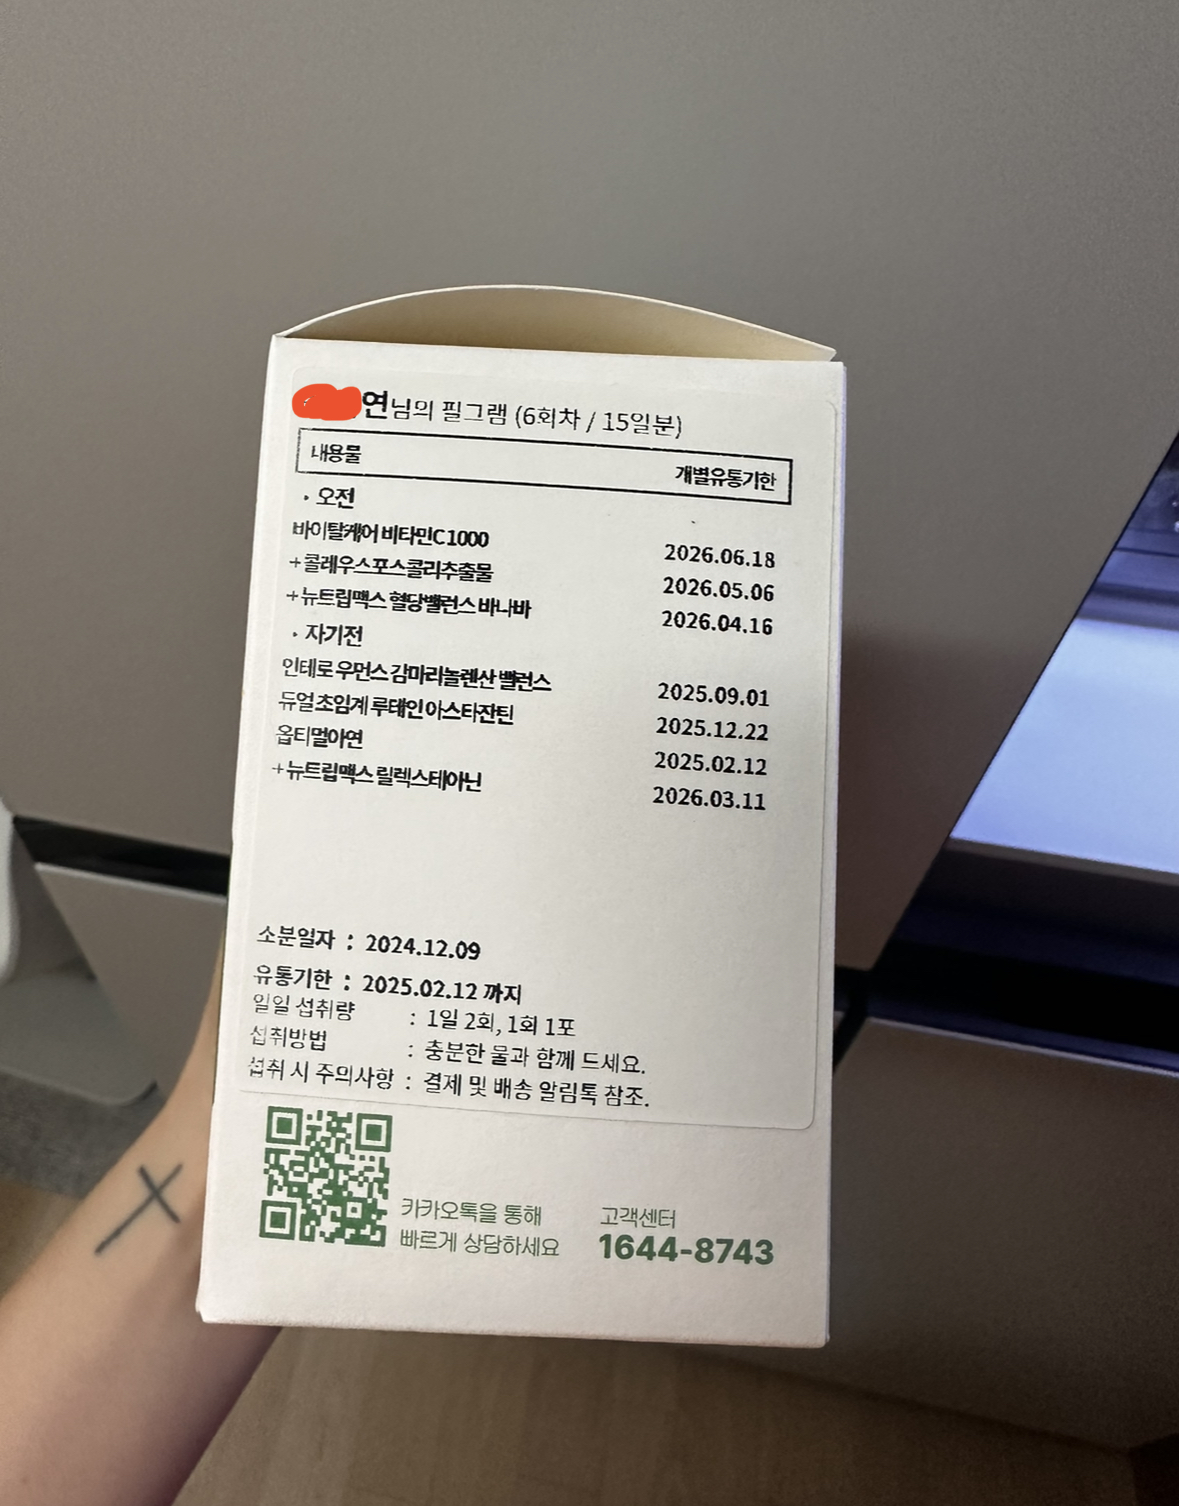 연님의 필그램 (6회차 / 15일분)
내용물 개별유통기한
· 오전
바이탈케어 비타민C 1000 2026.06.18
+콜레우스포스콜리추출물 2026.05.06
+뉴트립맥스 혈당밸런스 바나바 2026.04.16
· 자기전
인테로 우먼스 감마리놀렌산 밸런스 2025.09.01
듀얼 초임계 루테인 아스타잔틴 2025.12.22
옵티멀아연 2025.02.12
+뉴트립맥스 릴렉스테아닌 2026.03.11
소분일자 : 2024.12.09
유통기한 : 2025.02.12 까지
일일 섭취량 : 1일 2회, 1회 1포
섭취방법 : 충분한 물과 함께 드세요.
섭취 시 주의사항 : 결제 및 배송 알림톡 참조.
카카오톡을 통해
빠르게 상담하세요
고객센터
1644-8743